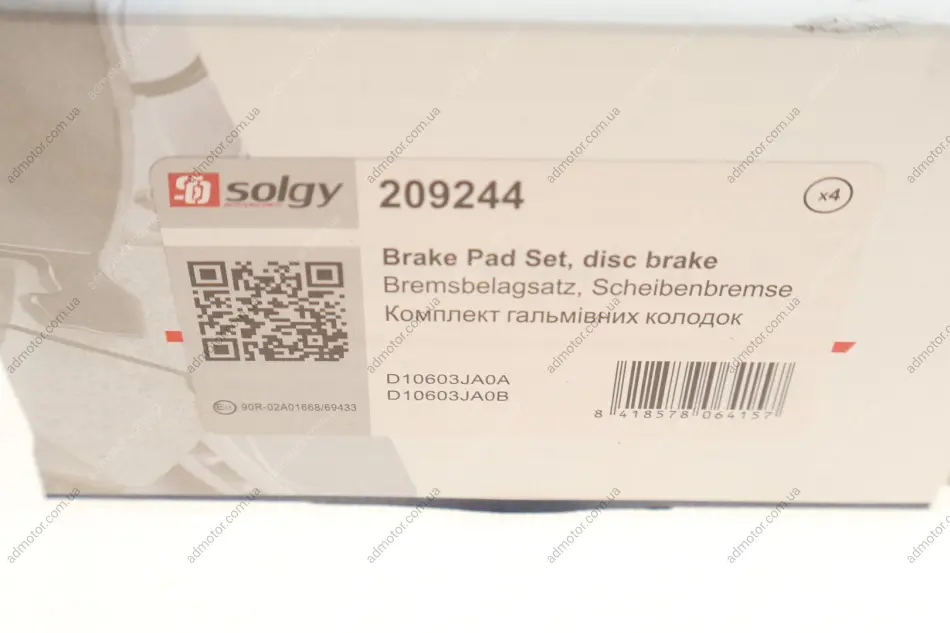 solgy
209244
x4
Brake Pad Set, disc brake
Bremsbelagsatz, Scheibenbremse
Комплект гальмівних колодок
D10603JA0A
D10603JA0B
90R-02A01668/69433
8 418578 064157
admotor.com.ua